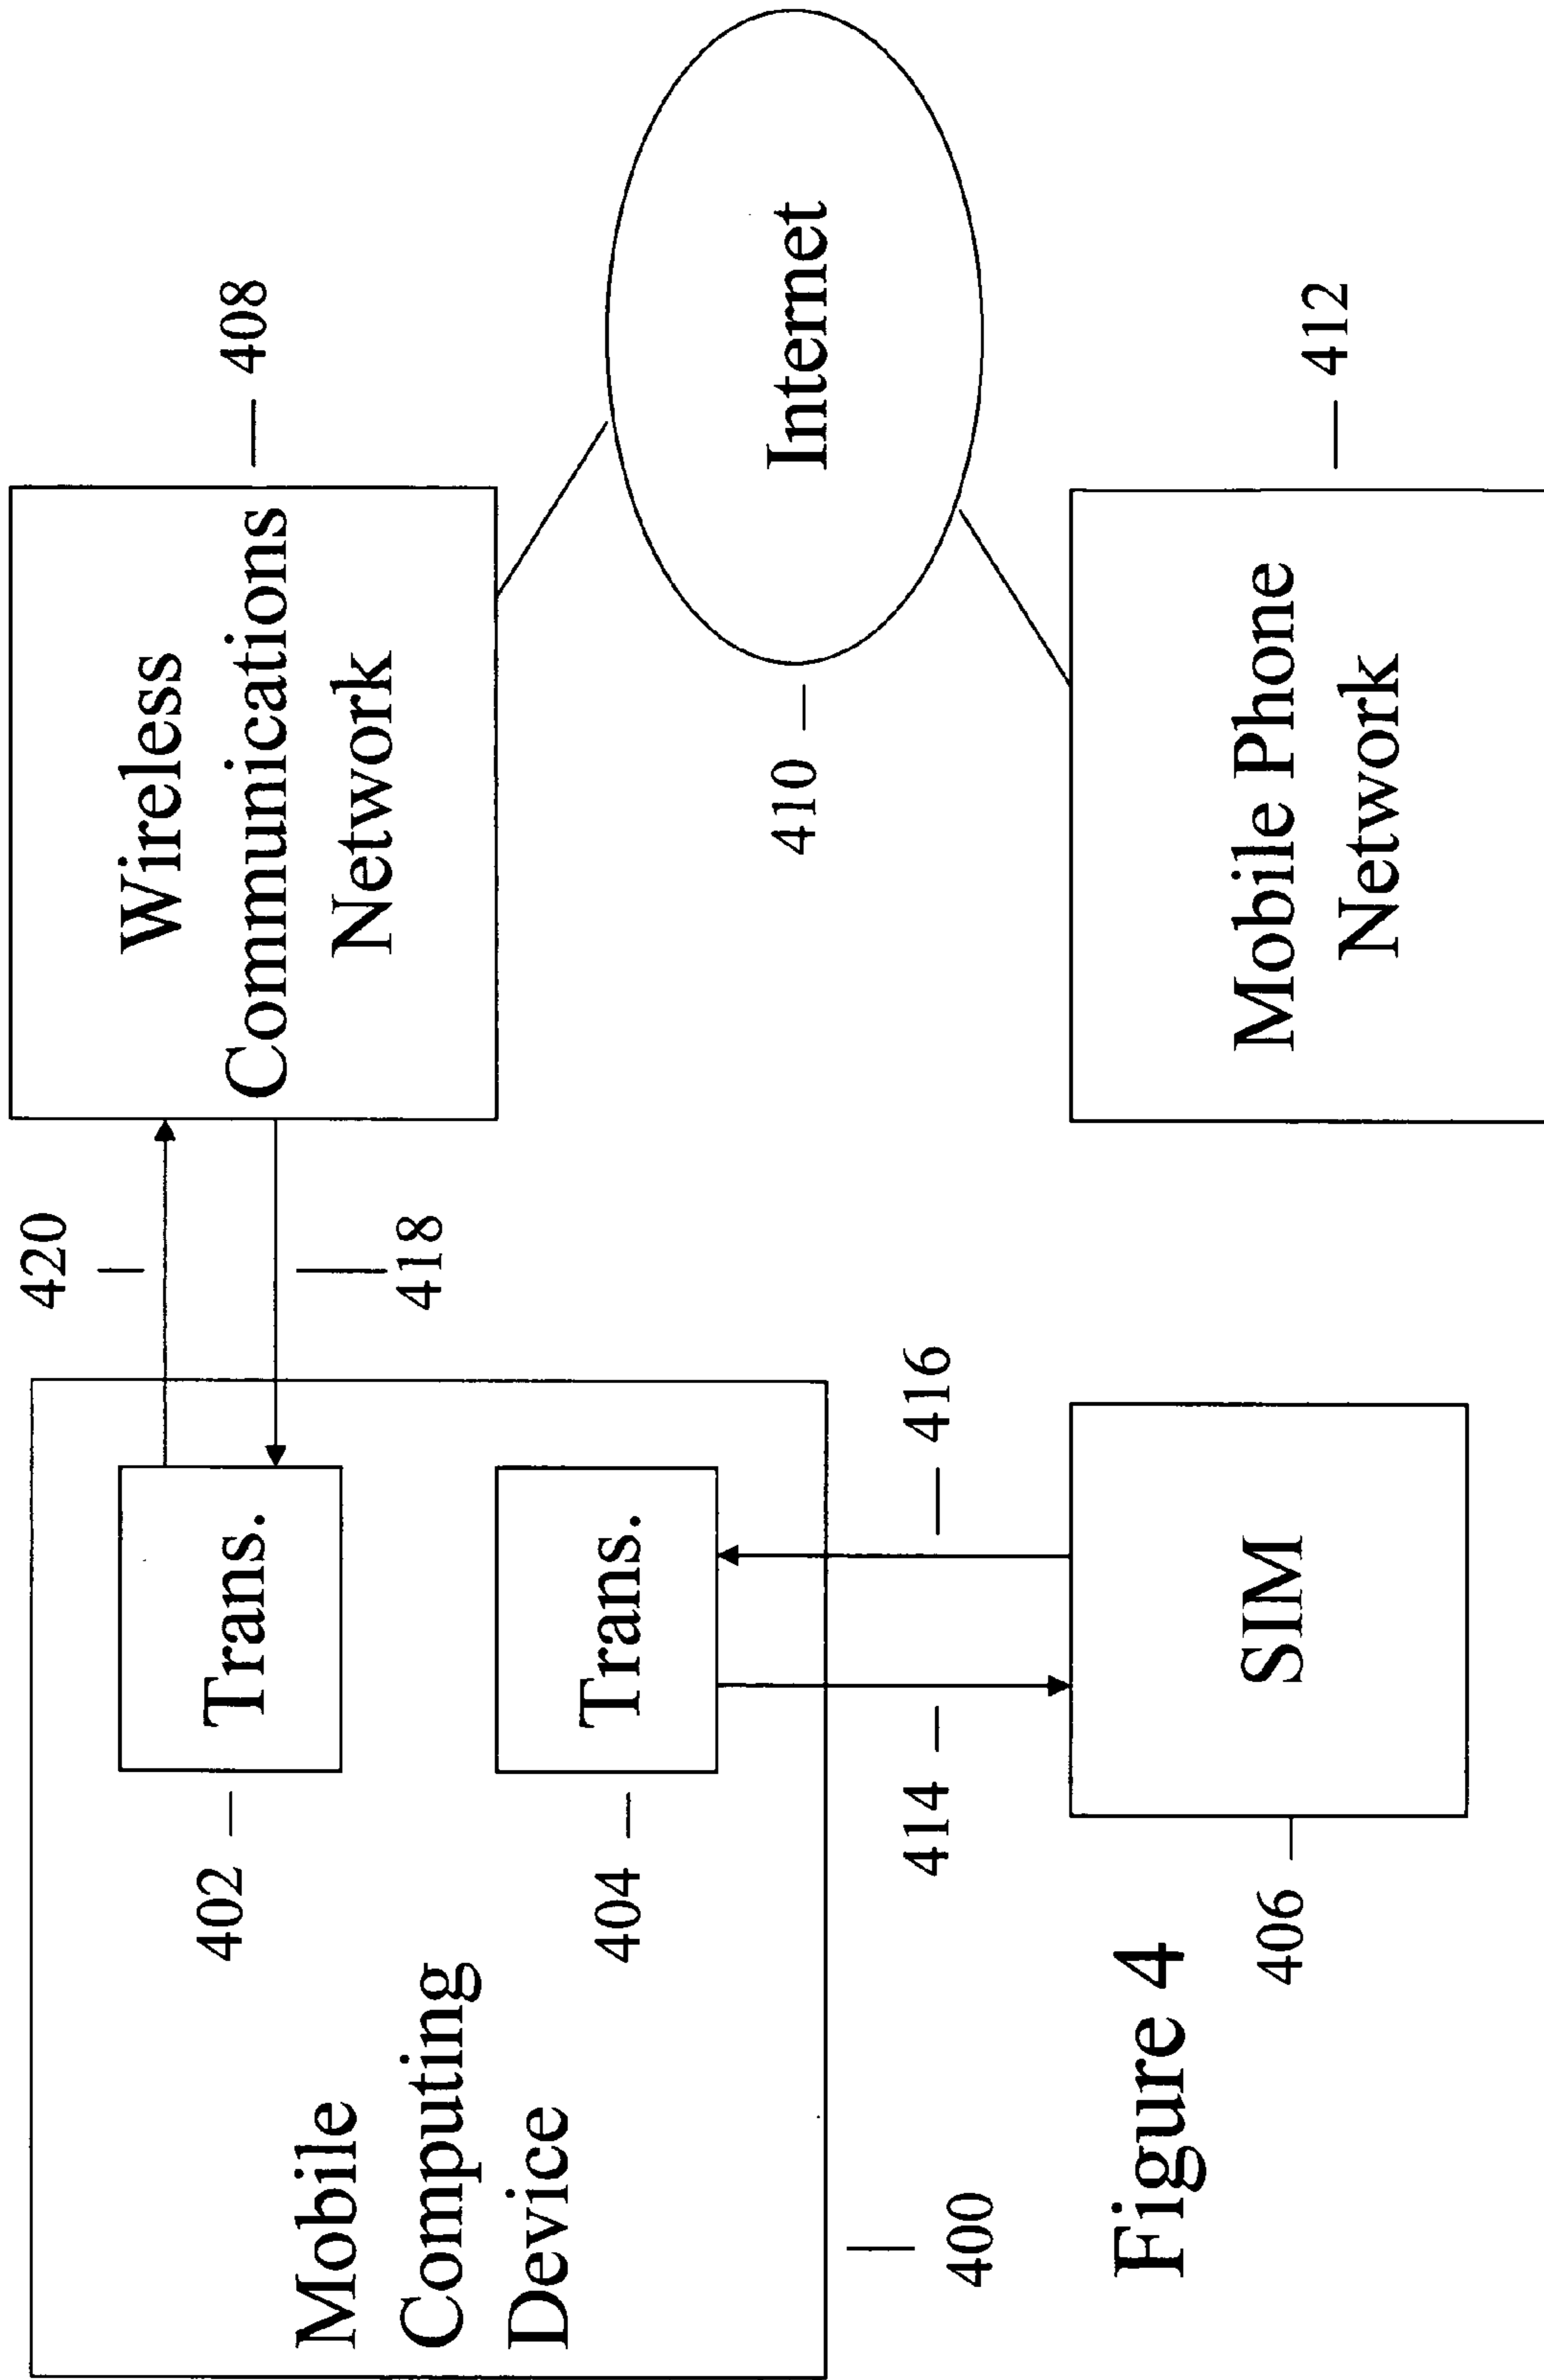 Mobile
Computing
Device
400
402
Trans.
404
Trans.
420
418
Wireless
Communications
Network
408
414
416
SIM
406
410
Internet
Mobile Phone
Network
412
Figure 4